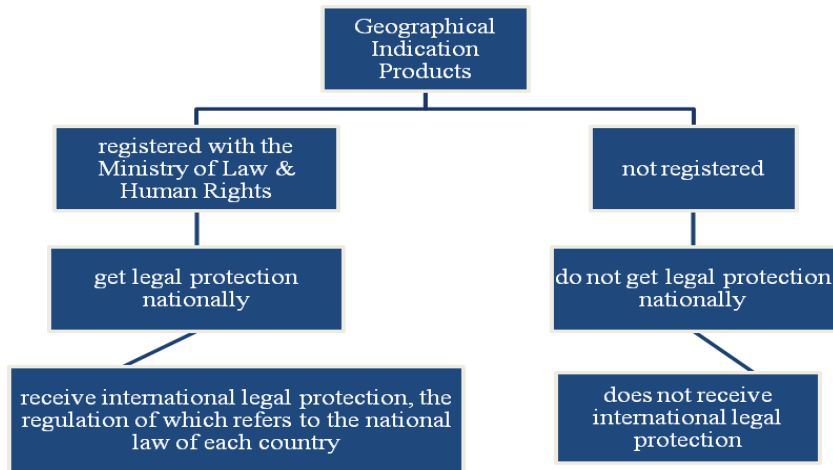 Geographical
Indication
Products
registered with the
Ministry of Law &
Human Rights
not registered
get legal protection
nationally
do not get legal protection
nationally
receive international legal protection, the
regulation of which refers to the national
law of each country
does not receive
international legal
protection